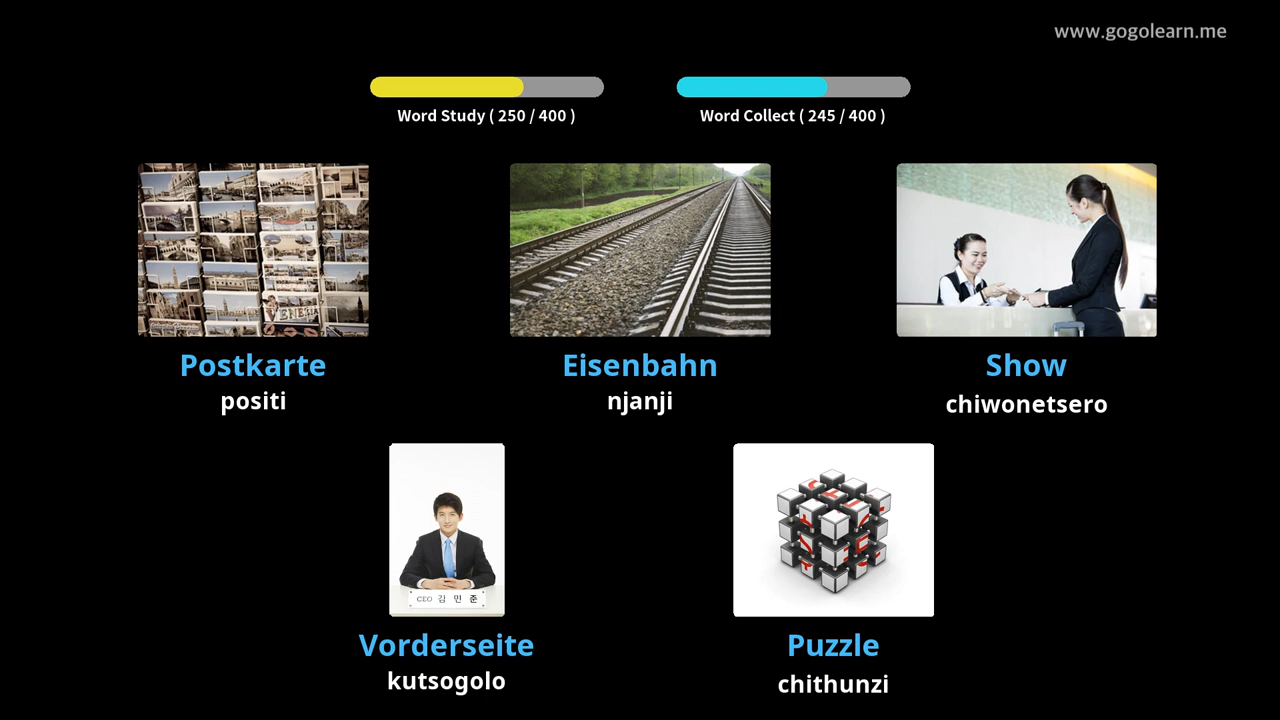 www.gogolearn.me
Word Study ( 250 / 400 )
Word Collect ( 245 / 400 )
Postkarte
positi
Eisenbahn
njanji
Show
chiwonetsero
CEO 김 민 준
Vorderseite
kutsogolo
Puzzle
chithunzi